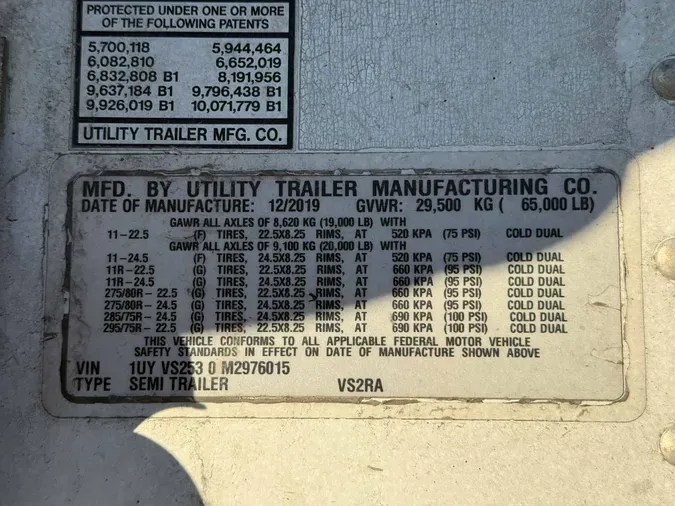 PROTECTED UNDER ONE OR MORE
OF THE FOLLOWING PATENTS
5,700,118 5,944,464
6,082,810 6,652,019
6,832,808 B1 8,191,956
9,637,184 B1 9,796,438 B1
9,926,019 B1 10,071,779 B1
UTILITY TRAILER MFG. CO.
MFD. BY UTILITY TRAILER MANUFACTURING CO.
DATE OF MANUFACTURE: 12/2019 GVWR: 29,500 KG ( 65,000 LB)
GAWR ALL AXLES OF 8,620 KG (19,000 LB) WITH
11-22.5 (F) TIRES, 22.5X8.25 RIMS, AT 520 KPA (75 PSI) COLD DUAL
GAWR ALL AXLES OF 9,100 KG (20,000 LB) WITH
11-24.5 (F) TIRES, 24.5X8.25 RIMS, AT 520 KPA (75 PSI) COLD DUAL
11R-22.5 (G) TIRES, 22.5X8.25 RIMS, AT 660 KPA (95 PSI) COLD DUAL
11R-24.5 (G) TIRES, 24.5X8.25 RIMS, AT 660 KPA (95 PSI) COLD DUAL
275/80R-22.5 (G) TIRES, 22.5X8.25 RIMS, AT 660 KPA (95 PSI) COLD DUAL
275/80R-24.5 (G) TIRES, 24.5X8.25 RIMS, AT 660 KPA (95 PSI) COLD DUAL
285/75R-24.5 (G) TIRES, 24.5X8.25 RIMS, AT 690 KPA (100 PSI) COLD DUAL
295/75R-22.5 (G) TIRES, 22.5X8.25 RIMS, AT 690 KPA (100 PSI) COLD DUAL
THIS VEHICLE CONFORMS TO ALL APPLICABLE FEDERAL MOTOR VEHICLE
SAFETY STANDARDS IN EFFECT ON DATE OF MANUFACTURE SHOWN ABOVE
VIN 1UY VS253 0 M2976015
TYPE SEMI TRAILER VS2RA